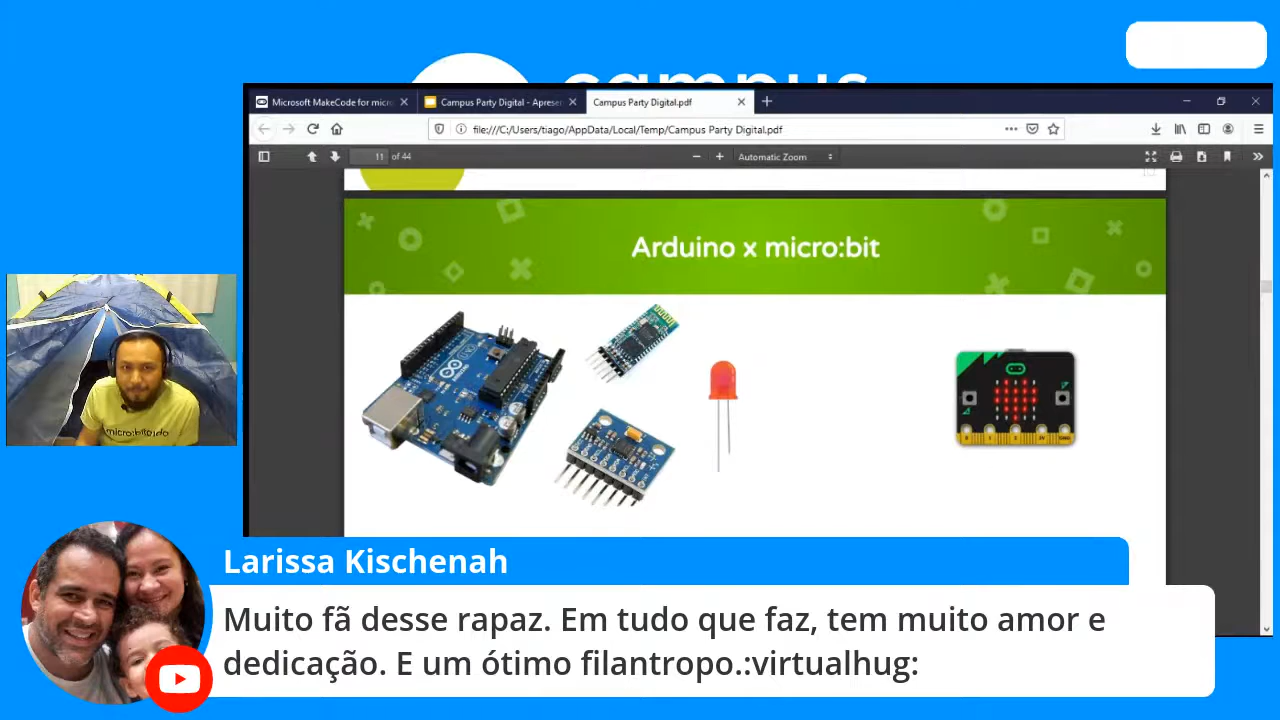 campus
Microsoft MakeCode for micro
Campus Party Digital - Apresen
Campus Party Digital.pdf
file:///C:/Users/tiago/AppData/Local/Temp/Campus Party Digital.pdf
11 of 44
Automatic Zoom
Arduino x micro:bit
Larissa Kischenah
Muito fã desse rapaz. Em tudo que faz, tem muito amor e
dedicação. E um ótimo filantropo.:virtualhug: